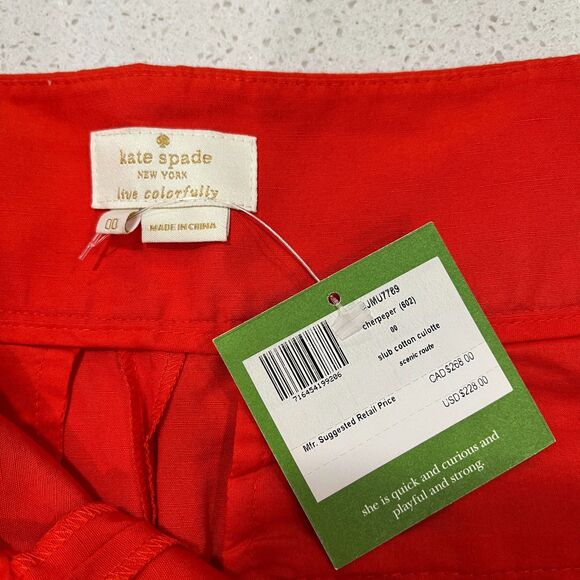 kate spade
NEW YORK
live colorfully
00
MADE IN CHINA
JMU7789
cherpeper (602)
00
slub cotton culotte
scenic route
716454199206
Mfr. Suggested Retail Price
CAD$268.00
USD$228.00
she is quick and curious and
playful and strong.